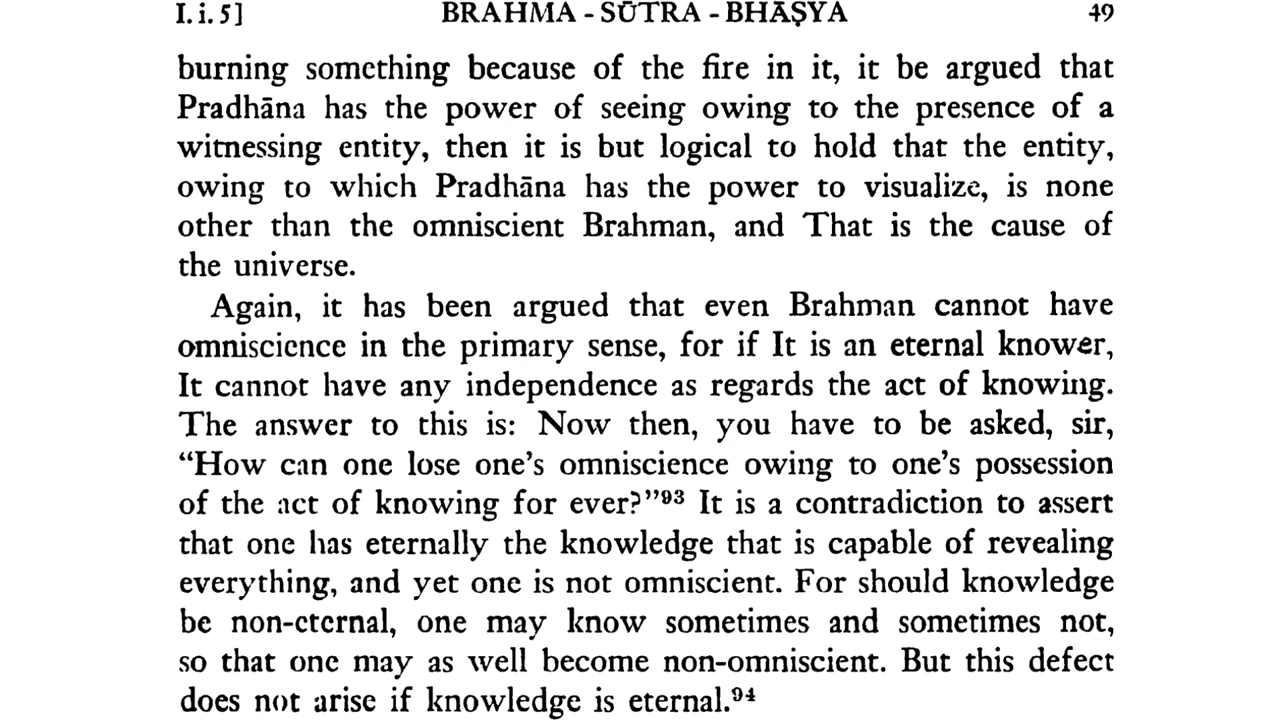 I. i. 5] BRAHMA - SŪTRA - BHĀṢYA 49
burning something because of the fire in it, it be argued that
Pradhāna has the power of seeing owing to the presence of a
witnessing entity, then it is but logical to hold that the entity,
owing to which Pradhāna has the power to visualize, is none
other than the omniscient Brahman, and That is the cause of
the universe.
Again, it has been argued that even Brahman cannot have
omniscience in the primary sense, for if It is an eternal knower,
It cannot have any independence as regards the act of knowing.
The answer to this is: Now then, you have to be asked, sir,
“How can one lose one’s omniscience owing to one’s possession
of the act of knowing for ever?”⁹³ It is a contradiction to assert
that one has eternally the knowledge that is capable of revealing
everything, and yet one is not omniscient. For should knowledge
be non-eternal, one may know sometimes and sometimes not,
so that one may as well become non-omniscient. But this defect
does not arise if knowledge is eternal.⁹⁴